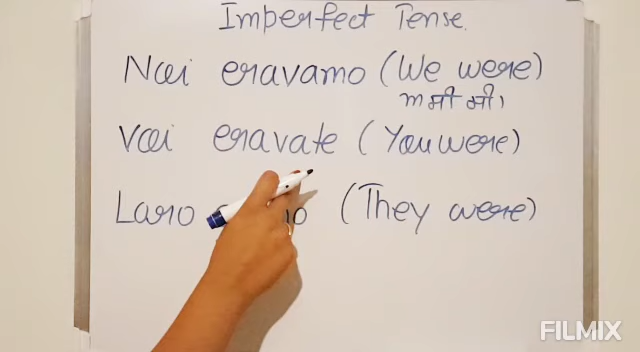 Imperfect Tense
Noi eravamo (We were)
Voi eravate (You were)
Loro (They were)
FILMIX